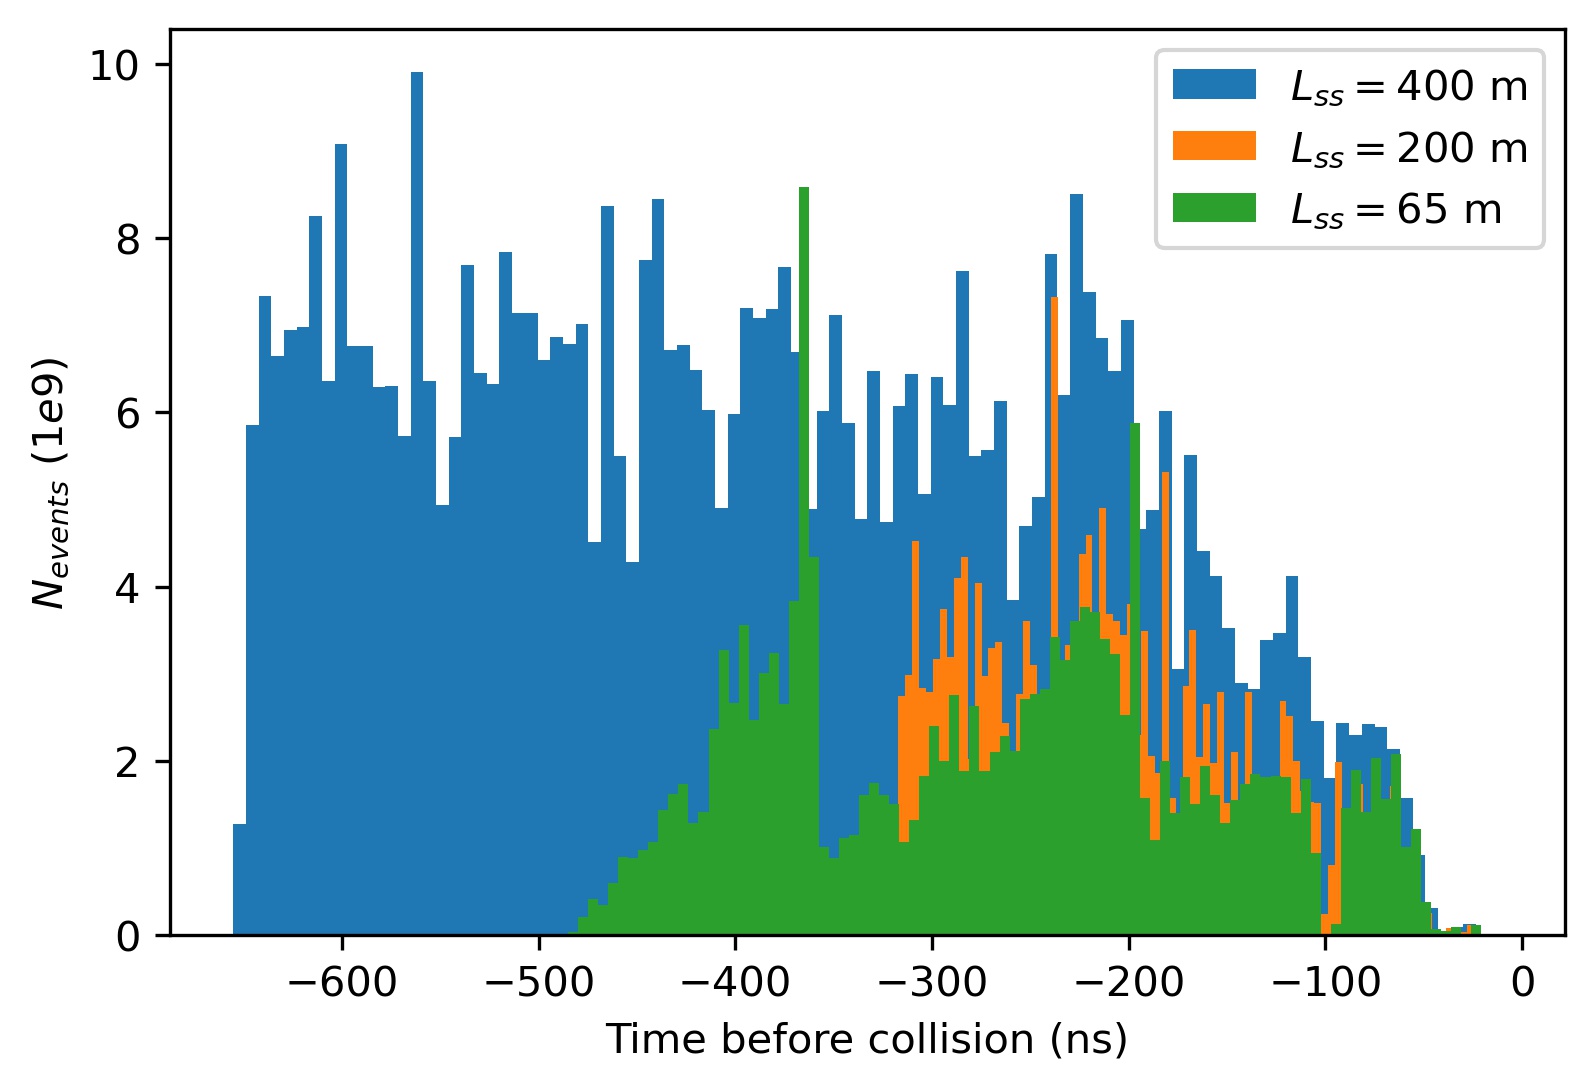 10
8
6
4
2
0
N_events (1e9)
L_ss = 400 m
L_ss = 200 m
L_ss = 65 m
−600 −500 −400 −300 −200 −100 0
Time before collision (ns)